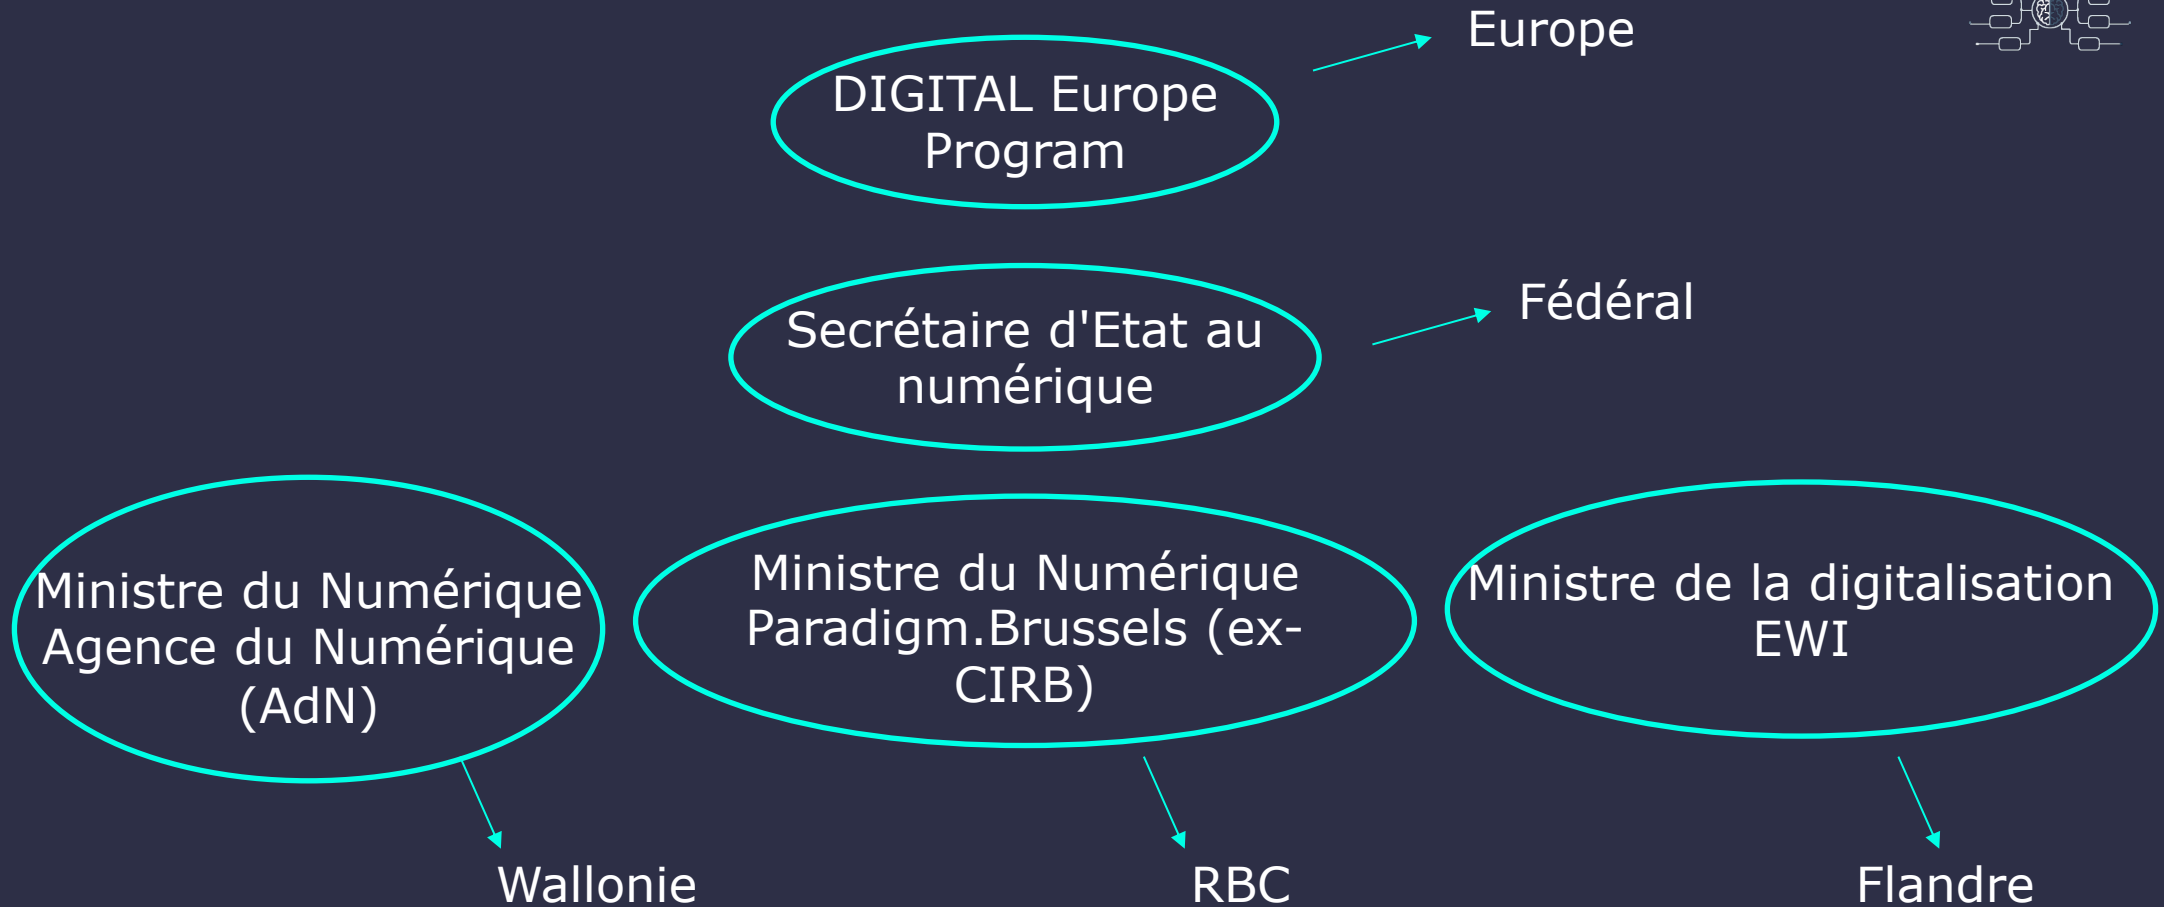 Europe
DIGITAL Europe
Program
Fédéral
Secrétaire d'Etat au
numérique
Ministre du Numérique
Agence du Numérique
(AdN)
Ministre du Numérique
Paradigm.Brussels (ex-
CIRB)
Ministre de la digitalisation
EWI
Wallonie
RBC
Flandre